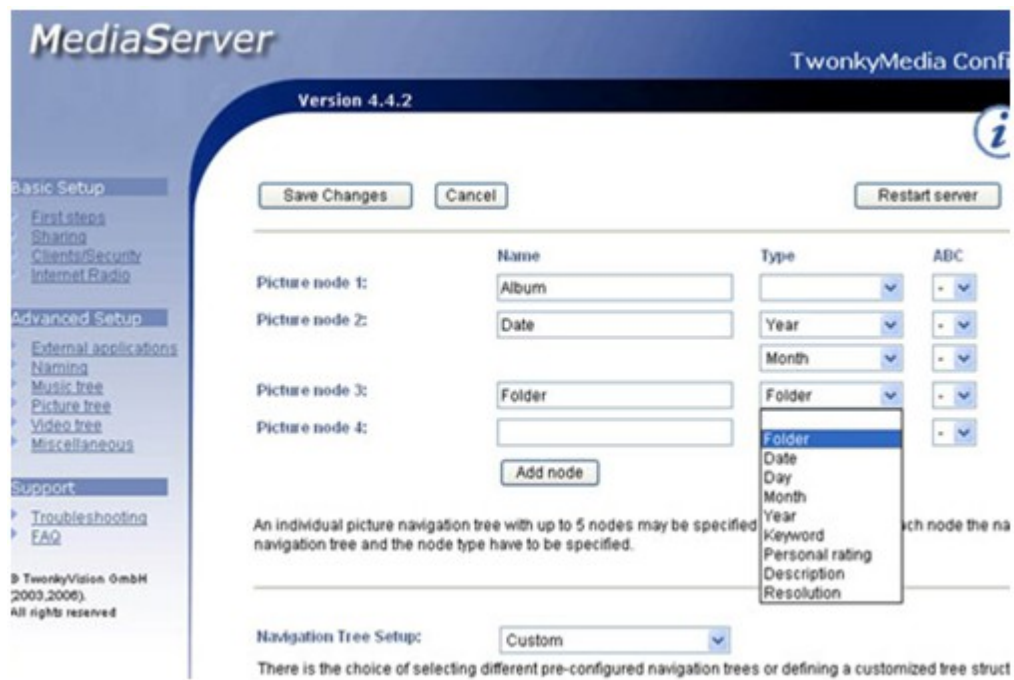 MediaServer
TwonkyMedia Confi
Version 4.4.2
i
Basic Setup
First steps
Sharing
Clients/Security
Internet Radio
Advanced Setup
External applications
Naming
Music tree
Picture tree
Video tree
Miscellaneous
Support
Troubleshooting
FAQ
® TwonkyVision GmbH
(2003,2006).
All rights reserved
Save Changes Cancel Restart server
Name Type ABC
Picture node 1: Album -
Picture node 2: Date Year -
Month -
Picture node 3: Folder Folder -
Picture node 4: -
Folder
Date
Day
Month
Year
Keyword
Personal rating
Description
Resolution
Add node
An individual picture navigation tree with up to 5 nodes may be specified ch node the na
navigation tree and the node type have to be specified.
Navigation Tree Setup: Custom
There is the choice of selecting different pre-configured navigation trees or defining a customized tree struct